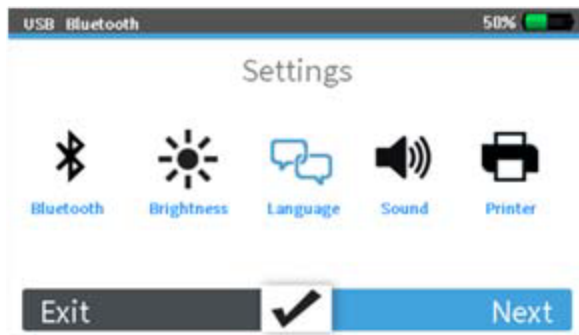 USB Bluetooth 50%
Settings
Bluetooth Brightness Language Sound Printer
Exit Next